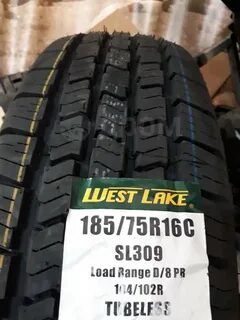 WEST LAKE
185/75R16C
SL309
Load Range D/8 PR
104/102R
TUBELESS